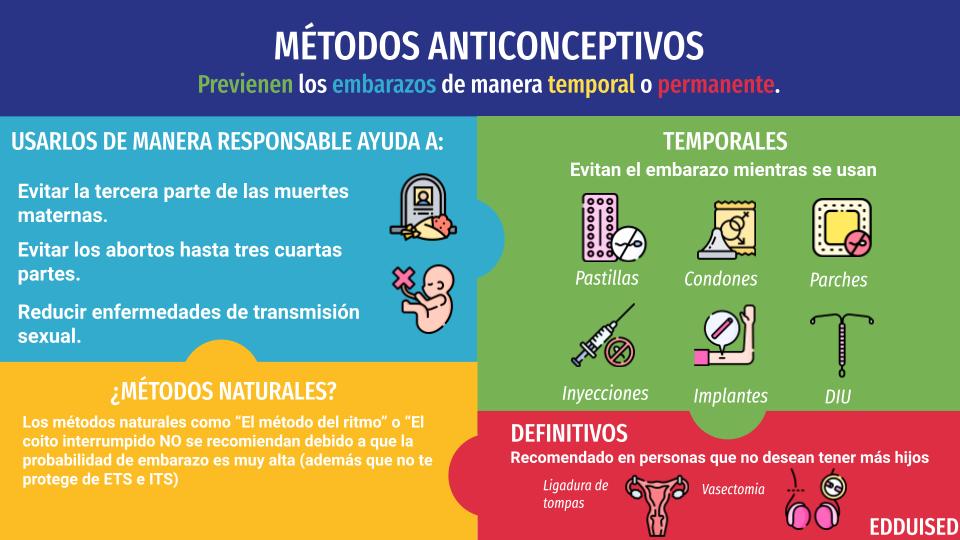 MÉTODOS ANTICONCEPTIVOS
Previenen los embarazos de manera temporal o permanente.
USARLOS DE MANERA RESPONSABLE AYUDA A:
Evitar la tercera parte de las muertes
maternas.
Evitar los abortos hasta tres cuartas
partes.
Reducir enfermedades de transmisión
sexual.
¿MÉTODOS NATURALES?
Los métodos naturales como “El método del ritmo” o “El
coito interrumpido NO se recomiendan debido a que la
probabilidad de embarazo es muy alta (además que no te
protege de ETS e ITS)
TEMPORALES
Evitan el embarazo mientras se usan
Pastillas
Condones
Parches
Inyecciones
Implantes
DIU
DEFINITIVOS
Recomendado en personas que no desean tener más hijos
Ligadura de
tompas
Vasectomia
EDDUISED